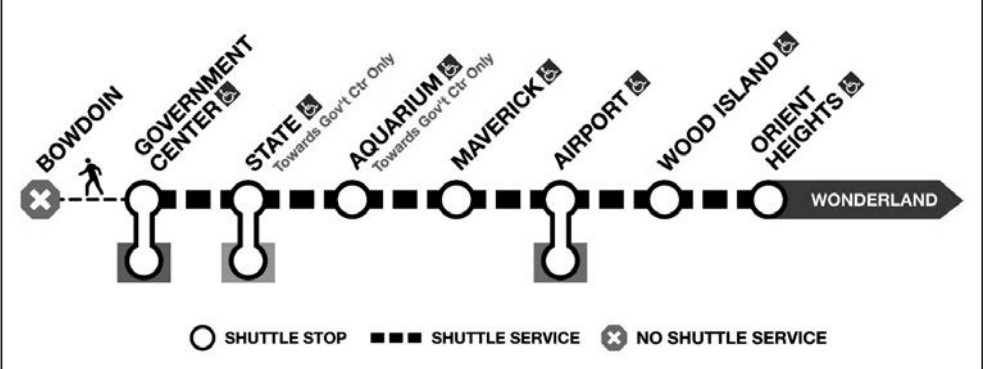 BOWDOIN
GOVERNMENT
CENTER
STATE
Towards Gov't Ctr Only
AQUARIUM
Towards Gov't Ctr Only
MAVERICK
AIRPORT
WOOD ISLAND
ORIENT
HEIGHTS
WONDERLAND
SHUTTLE STOP
SHUTTLE SERVICE
NO SHUTTLE SERVICE